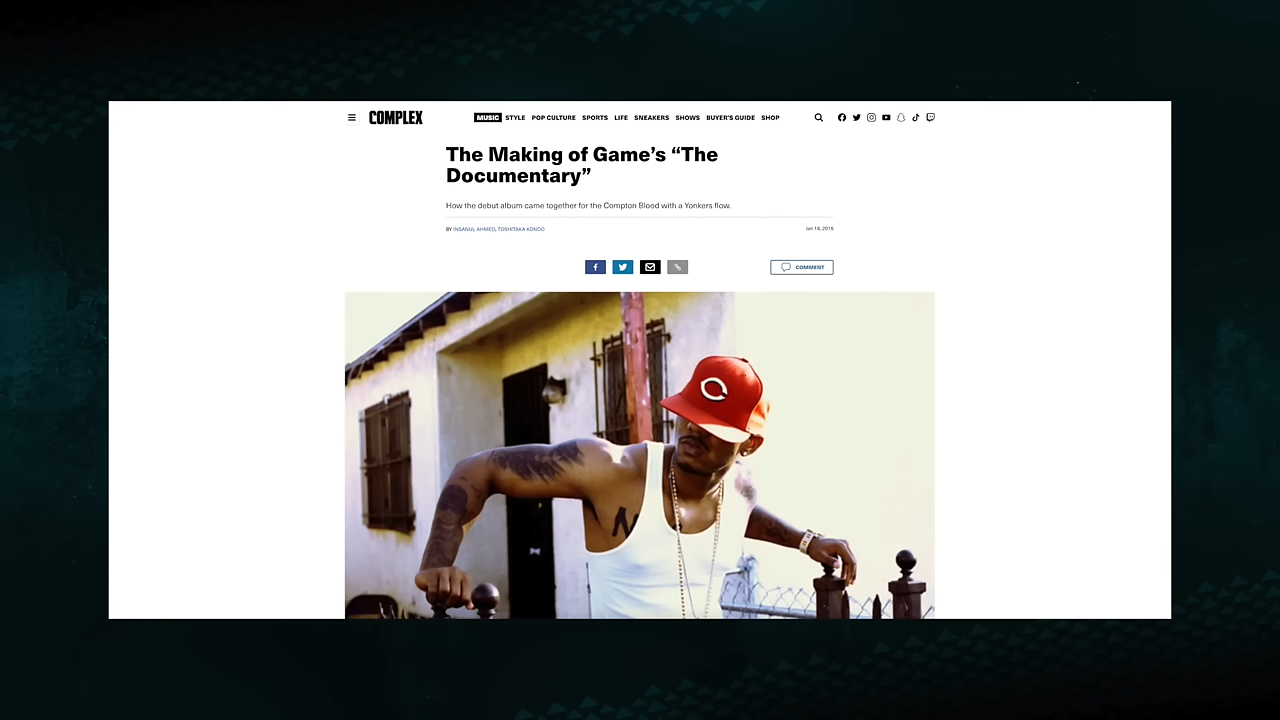 COMPLEX
MUSIC STYLE POP CULTURE SPORTS LIFE SNEAKERS SHOWS BUYER'S GUIDE SHOP
The Making of Game’s “The
Documentary”
How the debut album came together for the Compton Blood with a Yonkers flow.
BY INSANUL AHMED, TOSHITAKA KONDO
Jan 18, 2015
COMMENT